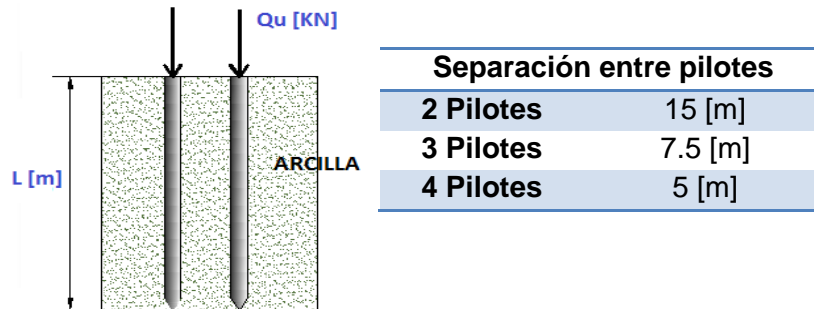 Qu [KN]
L [m]
ARCILLA
Separación entre pilotes
2 Pilotes 15 [m]
3 Pilotes 7.5 [m]
4 Pilotes 5 [m]